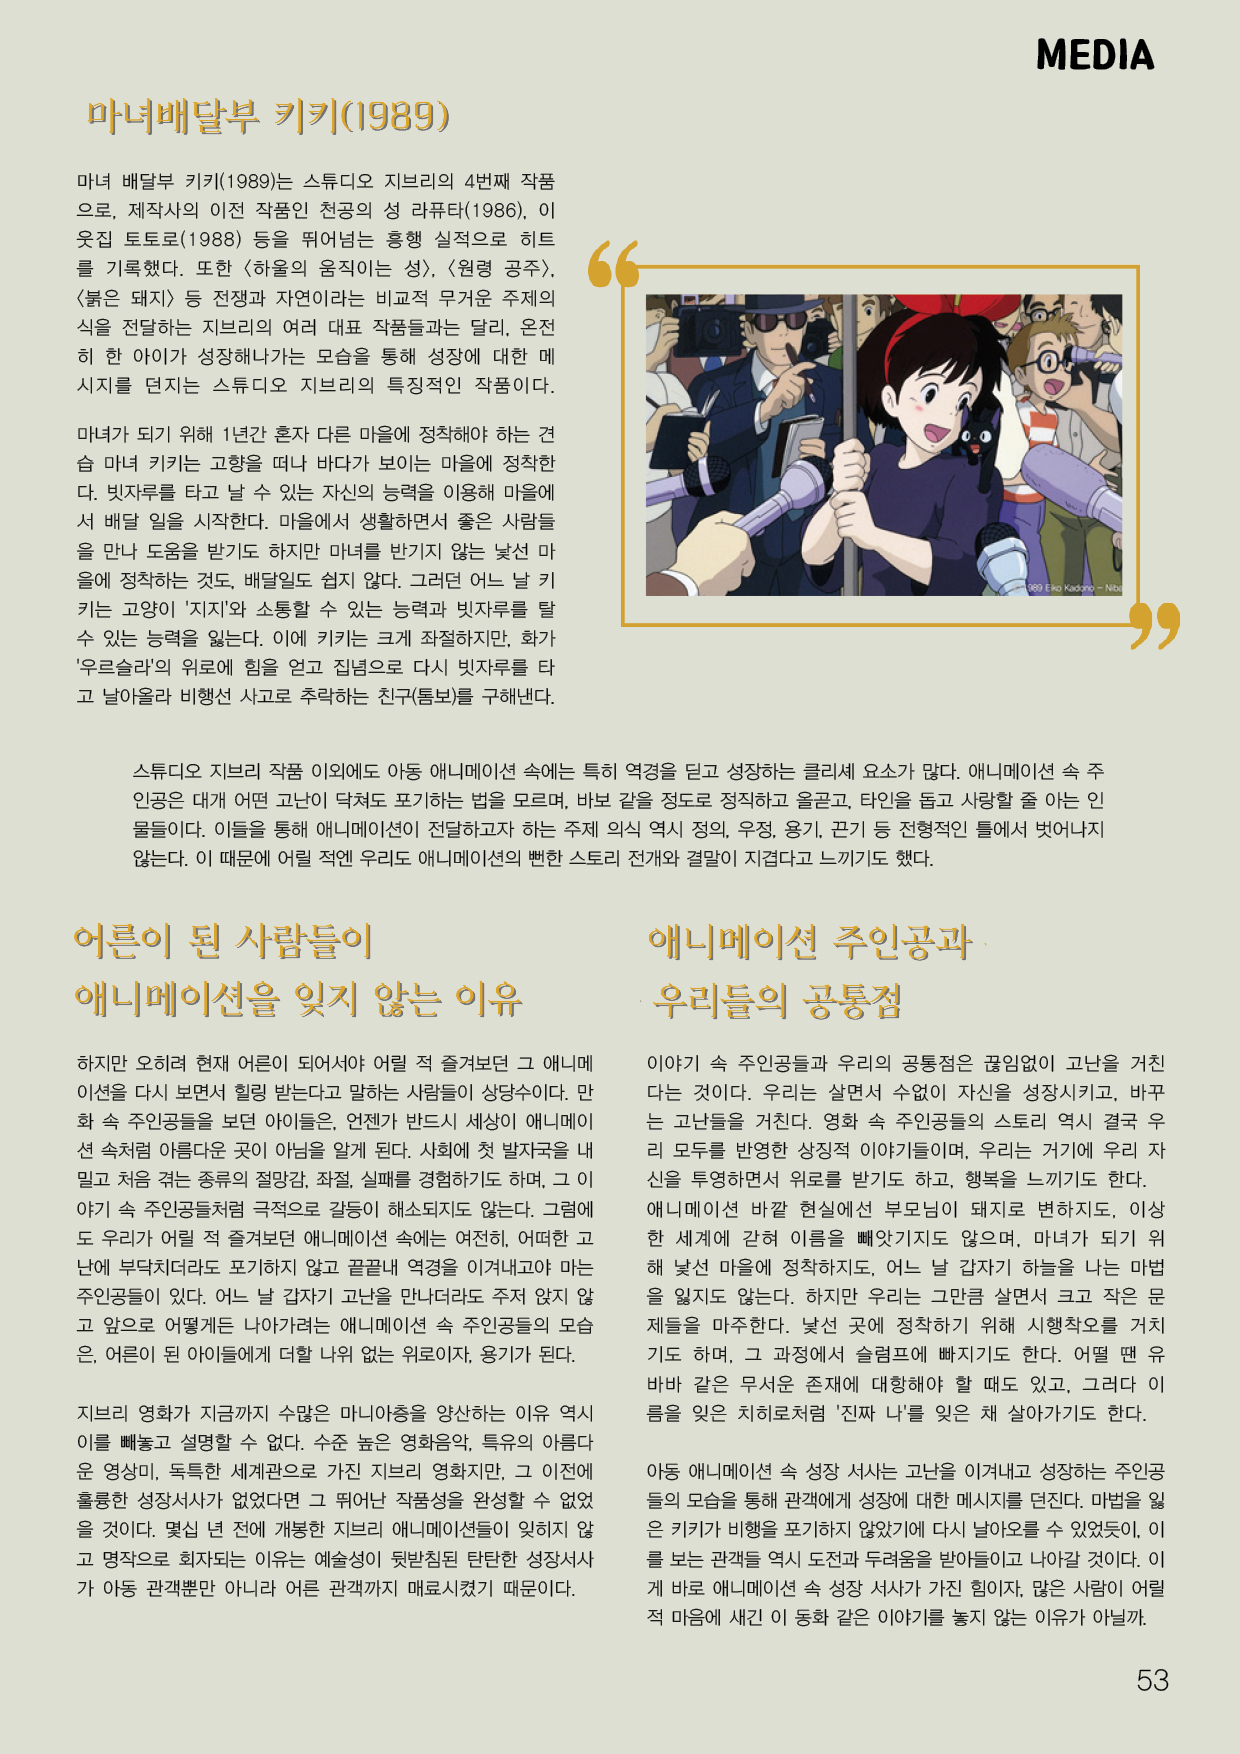 MEDIA
마녀배달부 키키(1989)
마녀 배달부 키키(1989)는 스튜디오 지브리의 4번째 작품
으로, 제작사의 이전 작품인 천공의 성 라퓨타(1986), 이
웃집 토토로(1988) 등을 뛰어넘는 흥행 실적으로 히트
를 기록했다. 또한 〈하울의 움직이는 성〉, 〈원령 공주〉,
〈붉은 돼지〉 등 전쟁과 자연이라는 비교적 무거운 주제의
식을 전달하는 지브리의 여러 대표 작품들과는 달리, 온전
히 한 아이가 성장해나가는 모습을 통해 성장에 대한 메
시지를 던지는 스튜디오 지브리의 특징적인 작품이다.
마녀가 되기 위해 1년간 혼자 다른 마을에 정착해야 하는 견
습 마녀 키키는 고향을 떠나 바다가 보이는 마을에 정착한
다. 빗자루를 타고 날 수 있는 자신의 능력을 이용해 마을에
서 배달 일을 시작한다. 마을에서 생활하면서 좋은 사람들
을 만나 도움을 받기도 하지만 마녀를 반기지 않는 낯선 마
을에 정착하는 것도, 배달일도 쉽지 않다. 그러던 어느 날 키
키는 고양이 '지지'와 소통할 수 있는 능력과 빗자루를 탈
수 있는 능력을 잃는다. 이에 키키는 크게 좌절하지만, 화가
'우르슬라'의 위로에 힘을 얻고 집념으로 다시 빗자루를 타
고 날아올라 비행선 사고로 추락하는 친구(톰보)를 구해낸다.
“
989 Eiko Kadono – Niba
”
스튜디오 지브리 작품 이외에도 아동 애니메이션 속에는 특히 역경을 딛고 성장하는 클리셰 요소가 많다. 애니메이션 속 주
인공은 대개 어떤 고난이 닥쳐도 포기하는 법을 모르며, 바보 같을 정도로 정직하고 올곧고, 타인을 돕고 사랑할 줄 아는 인
물들이다. 이들을 통해 애니메이션이 전달하고자 하는 주제 의식 역시 정의, 우정, 용기, 끈기 등 전형적인 틀에서 벗어나지
않는다. 이 때문에 어릴 적엔 우리도 애니메이션의 뻔한 스토리 전개와 결말이 지겹다고 느끼기도 했다.
어른이 된 사람들이
애니메이션을 잊지 않는 이유
하지만 오히려 현재 어른이 되어서야 어릴 적 즐겨보던 그 애니메
이션을 다시 보면서 힐링 받는다고 말하는 사람들이 상당수이다. 만
화 속 주인공들을 보던 아이들은, 언젠가 반드시 세상이 애니메이
션 속처럼 아름다운 곳이 아님을 알게 된다. 사회에 첫 발자국을 내
밀고 처음 겪는 종류의 절망감, 좌절, 실패를 경험하기도 하며, 그 이
야기 속 주인공들처럼 극적으로 갈등이 해소되지도 않는다. 그럼에
도 우리가 어릴 적 즐겨보던 애니메이션 속에는 여전히, 어떠한 고
난에 부닥치더라도 포기하지 않고 끝끝내 역경을 이겨내고야 마는
주인공들이 있다. 어느 날 갑자기 고난을 만나더라도 주저 앉지 않
고 앞으로 어떻게든 나아가려는 애니메이션 속 주인공들의 모습
은, 어른이 된 아이들에게 더할 나위 없는 위로이자, 용기가 된다.
지브리 영화가 지금까지 수많은 마니아층을 양산하는 이유 역시
이를 빼놓고 설명할 수 없다. 수준 높은 영화음악, 특유의 아름다
운 영상미, 독특한 세계관으로 가진 지브리 영화지만, 그 이전에
훌륭한 성장서사가 없었다면 그 뛰어난 작품성을 완성할 수 없었
을 것이다. 몇십 년 전에 개봉한 지브리 애니메이션들이 잊히지 않
고 명작으로 회자되는 이유는 예술성이 뒷받침된 탄탄한 성장서사
가 아동 관객뿐만 아니라 어른 관객까지 매료시켰기 때문이다.
애니메이션 주인공과
우리들의 공통점
이야기 속 주인공들과 우리의 공통점은 끊임없이 고난을 거친
다는 것이다. 우리는 살면서 수없이 자신을 성장시키고, 바꾸
는 고난들을 거친다. 영화 속 주인공들의 스토리 역시 결국 우
리 모두를 반영한 상징적 이야기들이며, 우리는 거기에 우리 자
신을 투영하면서 위로를 받기도 하고, 행복을 느끼기도 한다.
애니메이션 바깥 현실에선 부모님이 돼지로 변하지도, 이상
한 세계에 갇혀 이름을 빼앗기지도 않으며, 마녀가 되기 위
해 낯선 마을에 정착하지도, 어느 날 갑자기 하늘을 나는 마법
을 잃지도 않는다. 하지만 우리는 그만큼 살면서 크고 작은 문
제들을 마주한다. 낯선 곳에 정착하기 위해 시행착오를 거치
기도 하며, 그 과정에서 슬럼프에 빠지기도 한다. 어떨 땐 유
바바 같은 무서운 존재에 대항해야 할 때도 있고, 그러다 이
름을 잊은 치히로처럼 '진짜 나'를 잊은 채 살아가기도 한다.
아동 애니메이션 속 성장 서사는 고난을 이겨내고 성장하는 주인공
들의 모습을 통해 관객에게 성장에 대한 메시지를 던진다. 마법을 잃
은 키키가 비행을 포기하지 않았기에 다시 날아오를 수 있었듯이, 이
를 보는 관객들 역시 도전과 두려움을 받아들이고 나아갈 것이다. 이
게 바로 애니메이션 속 성장 서사가 가진 힘이자, 많은 사람이 어릴
적 마음에 새긴 이 동화 같은 이야기를 놓지 않는 이유가 아닐까.
53